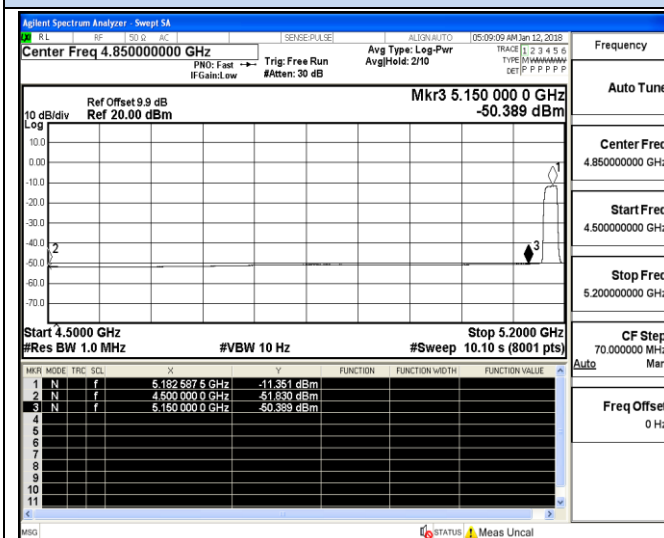 Agilent Spectrum Analyzer - Swept SA
RL RF 50 Ω AC SENSE:PULSE ALIGN AUTO 05:09:09 AM Jan 12, 2018
Center Freq 4.850000000 GHz
PNO: Fast Trig: Free Run
IFGain:Low #Atten: 30 dB
Avg Type: Log-Pwr
Avg|Hold: 2/10
TRACE 1 2 3 4 5 6
TYPE MWWWWW
DET P P P P P P
Mkr3 5.150 000 0 GHz
-50.389 dBm
Ref Offset 9.9 dB
10 dB/div Ref 20.00 dBm
Log
10.0
0.00
-10.0
-20.0
-30.0
-40.0
-50.0
-60.0
-70.0
1
2
3
Start 4.5000 GHz Stop 5.2000 GHz
#Res BW 1.0 MHz #VBW 10 Hz #Sweep 10.10 s (8001 pts)
MKR MODE TRC SCL X Y FUNCTION FUNCTION WIDTH FUNCTION VALUE
1 N f 5.182 587 5 GHz -11.351 dBm
2 N f 4.500 000 0 GHz -51.830 dBm
3 N f 5.150 000 0 GHz -50.389 dBm
4
5
6
7
8
9
10
11
MSG STATUS Meas Uncal
Frequency
Auto Tune
Center Freq
4.850000000 GHz
Start Freq
4.500000000 GHz
Stop Freq
5.200000000 GHz
CF Step
70.000000 MHz
Auto Man
Freq Offset
0 Hz